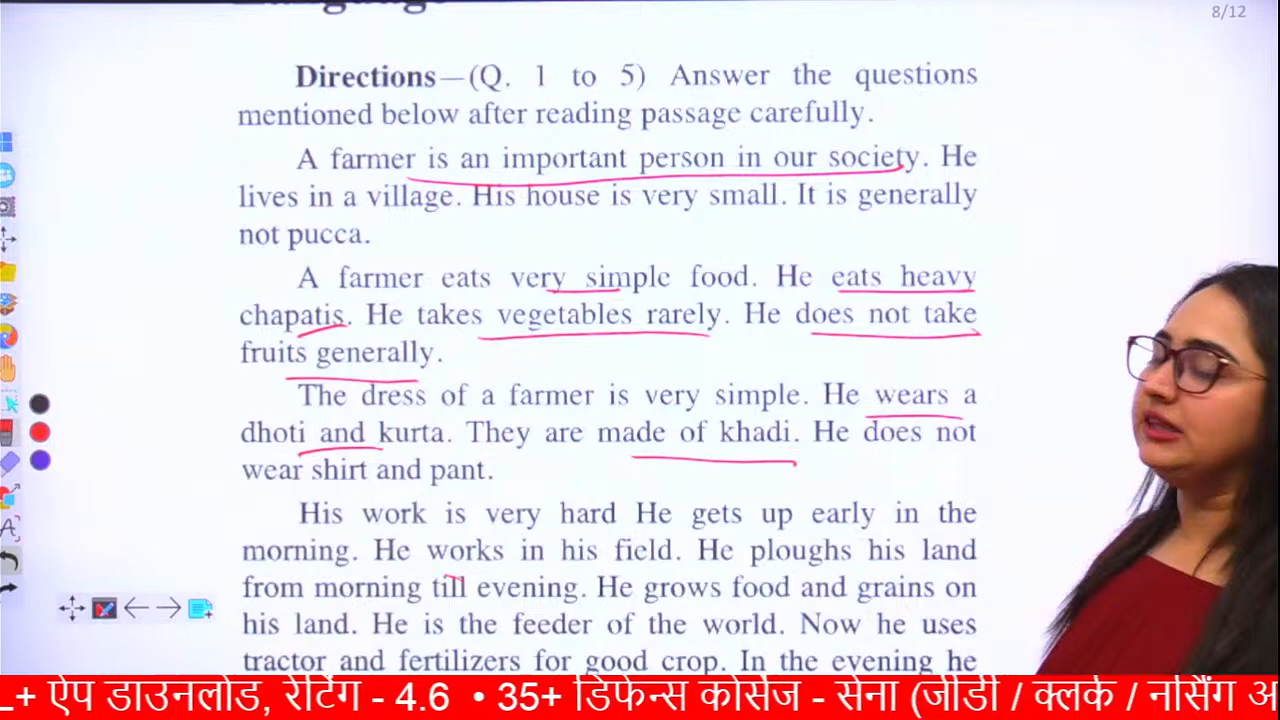 8/12
Directions—(Q. 1 to 5) Answer the questions
mentioned below after reading passage carefully.
A farmer is an important person in our society. He
lives in a village. His house is very small. It is generally
not pucca.
A farmer eats very simple food. He eats heavy
chapatis. He takes vegetables rarely. He does not take
fruits generally.
The dress of a farmer is very simple. He wears a
dhoti and kurta. They are made of khadi. He does not
wear shirt and pant.
His work is very hard He gets up early in the
morning. He works in his field. He ploughs his land
from morning till evening. He grows food and grains on
his land. He is the feeder of the world. Now he uses
tractor and fertilizers for good crop. In the evening he
L+ ऐप डाउनलोड, रेटिंग - 4.6 • 35+ डिफेन्स कोर्सेज - सेना (जीडी / क्लर्क / नर्सिंग अ